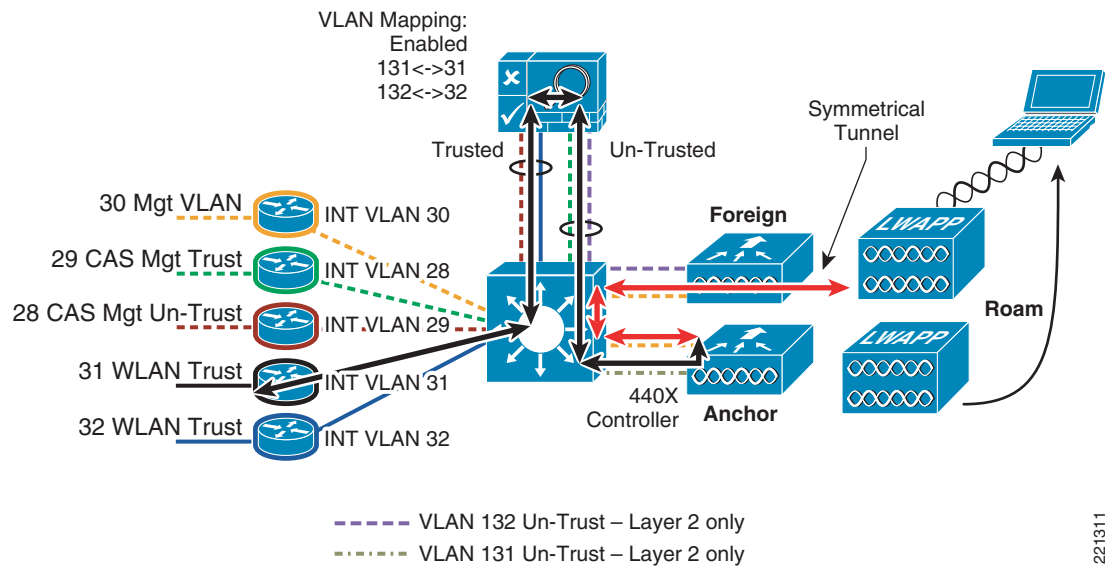 VLAN Mapping:
Enabled
131<->31
132<->32
Trusted
Un-Trusted
Symmetrical
Tunnel
30 Mgt VLAN
INT VLAN 30
29 CAS Mgt Trust
INT VLAN 28
28 CAS Mgt Un-Trust
INT VLAN 29
31 WLAN Trust
INT VLAN 31
32 WLAN Trust
INT VLAN 32
Foreign
LWAPP
Roam
LWAPP
440X
Controller
Anchor
VLAN 132 Un-Trust – Layer 2 only
VLAN 131 Un-Trust – Layer 2 only
221311